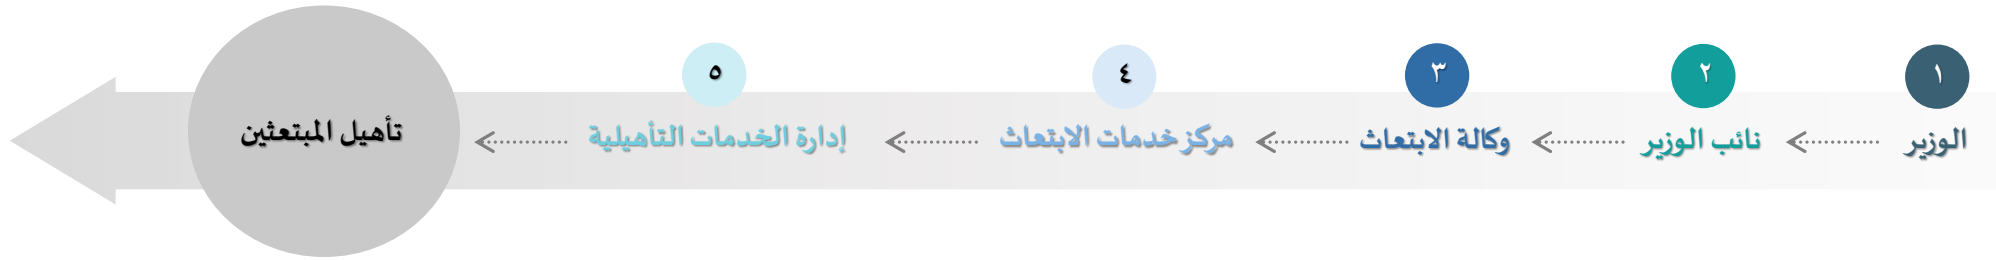 ١ ٢ ٣ ٤ ٥
الوزير نائب الوزير وكالة الابتعاث مركز خدمات الابتعاث إدارة الخدمات التأهيلية تأهيل المبتعثين